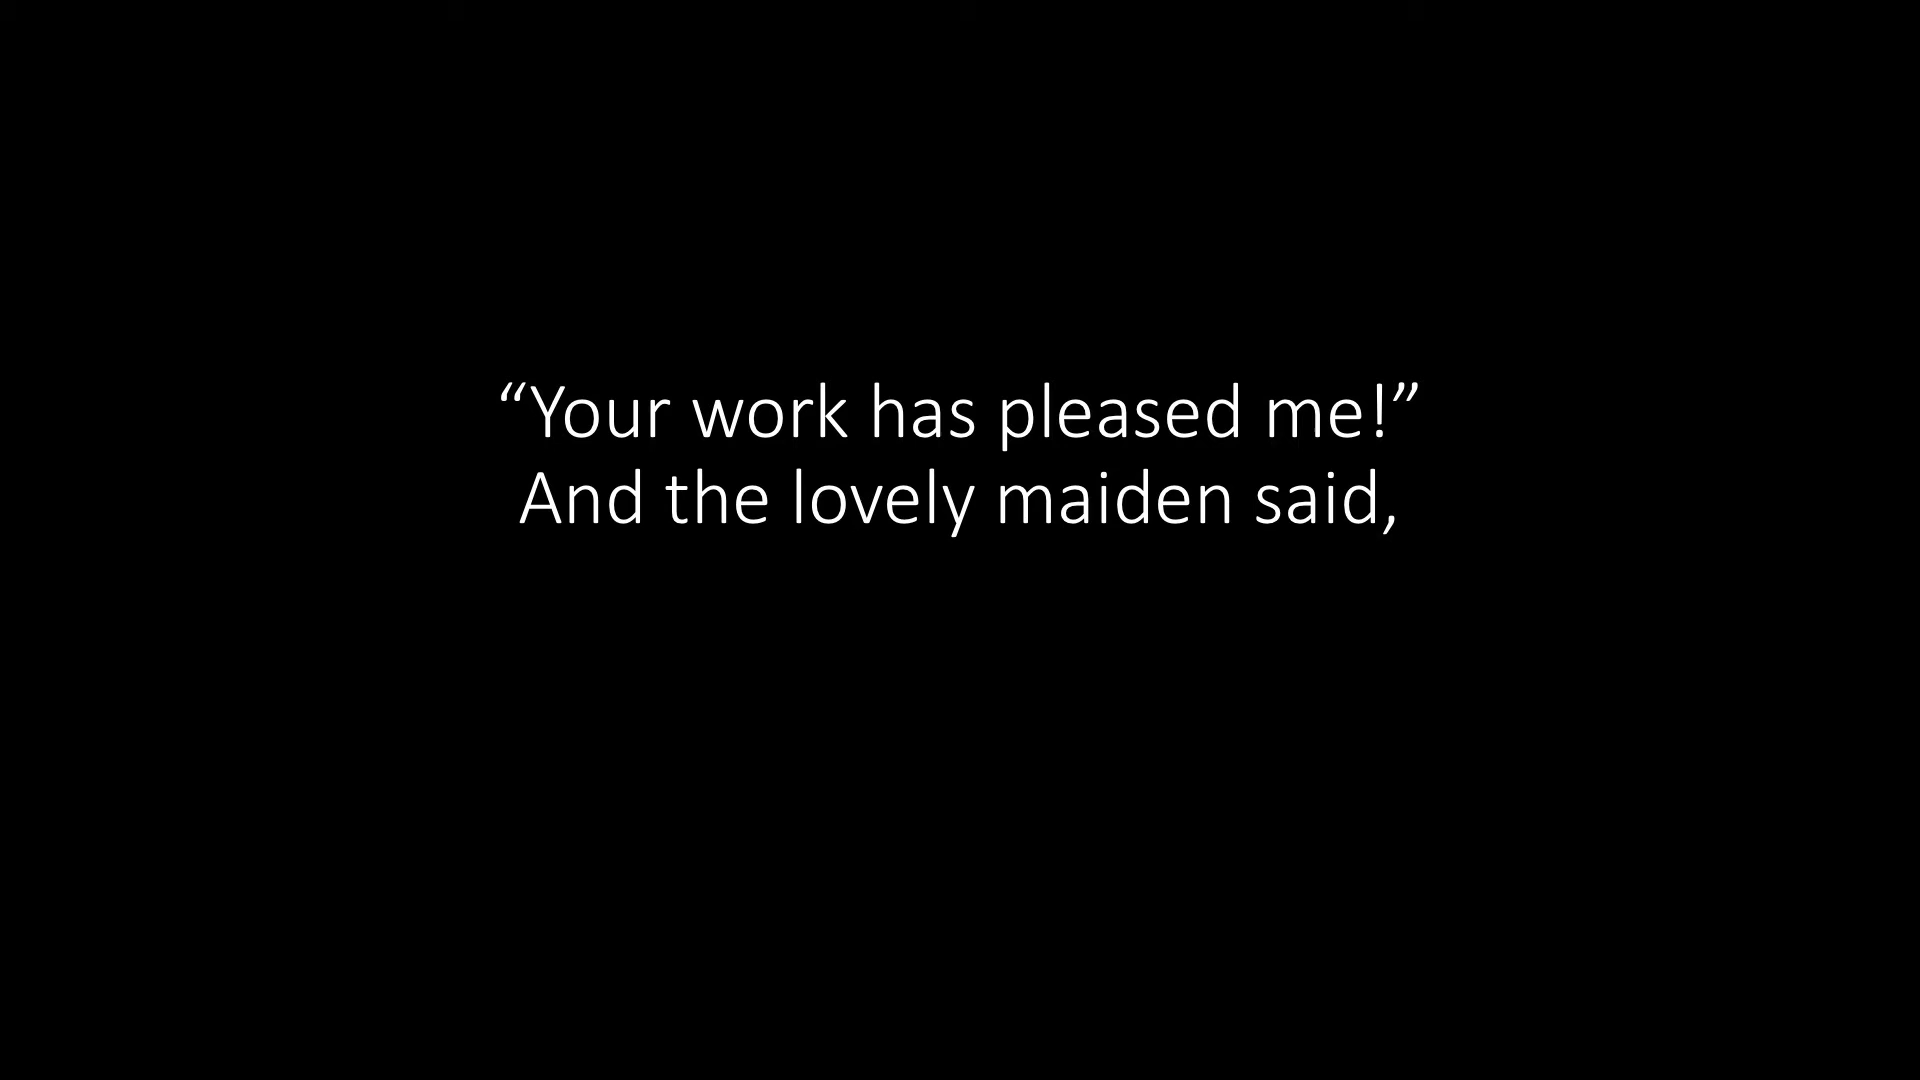 “Your work has pleased me!”
And the lovely maiden said,